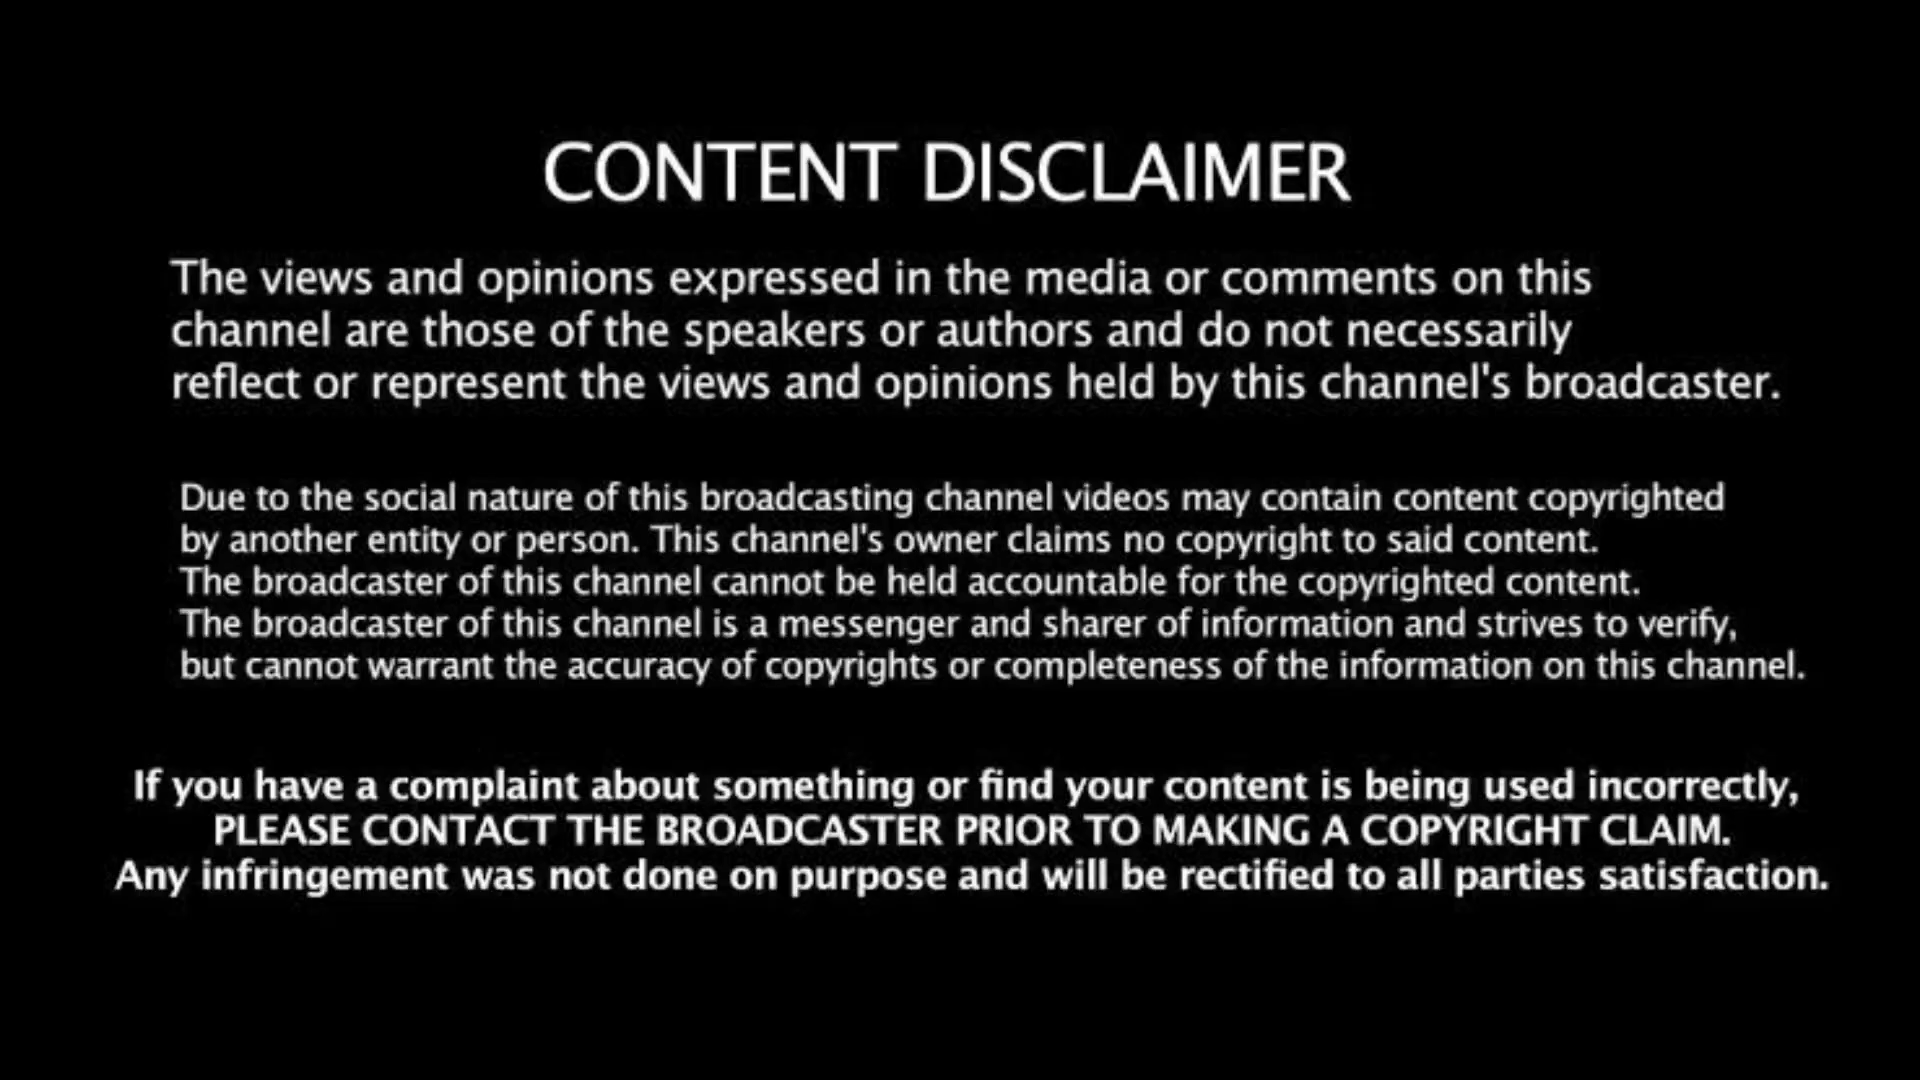 CONTENT DISCLAIMER
The views and opinions expressed in the media or comments on this
channel are those of the speakers or authors and do not necessarily
reflect or represent the views and opinions held by this channel's broadcaster.
Due to the social nature of this broadcasting channel videos may contain content copyrighted
by another entity or person. This channel's owner claims no copyright to said content.
The broadcaster of this channel cannot be held accountable for the copyrighted content.
The broadcaster of this channel is a messenger and sharer of information and strives to verify,
but cannot warrant the accuracy of copyrights or completeness of the information on this channel.
If you have a complaint about something or find your content is being used incorrectly,
PLEASE CONTACT THE BROADCASTER PRIOR TO MAKING A COPYRIGHT CLAIM.
Any infringement was not done on purpose and will be rectified to all parties satisfaction.